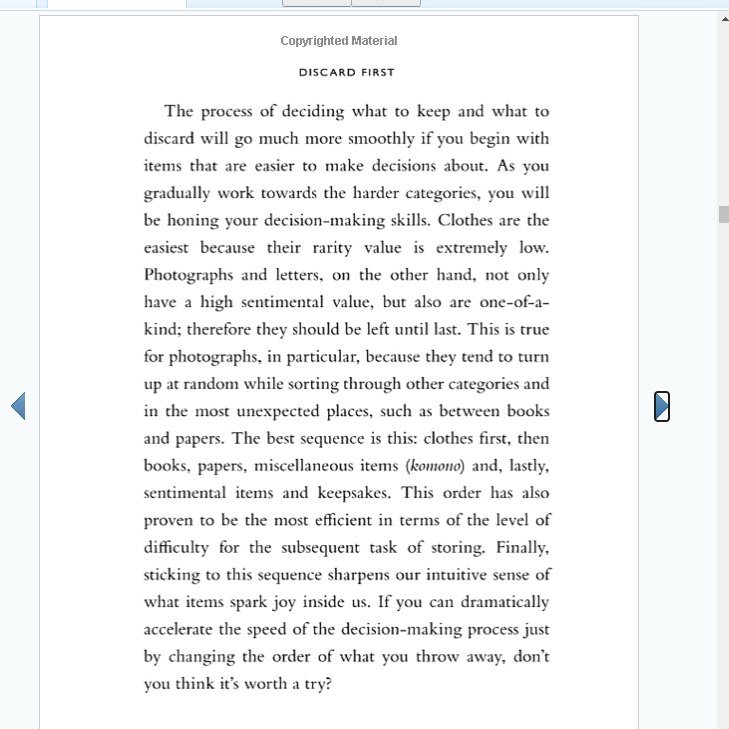 Copyrighted Material
DISCARD FIRST
The process of deciding what to keep and what to
discard will go much more smoothly if you begin with
items that are easier to make decisions about. As you
gradually work towards the harder categories, you will
be honing your decision-making skills. Clothes are the
easiest because their rarity value is extremely low.
Photographs and letters, on the other hand, not only
have a high sentimental value, but also are one-of-a-
kind; therefore they should be left until last. This is true
for photographs, in particular, because they tend to turn
up at random while sorting through other categories and
in the most unexpected places, such as between books
and papers. The best sequence is this: clothes first, then
books, papers, miscellaneous items (komono) and, lastly,
sentimental items and keepsakes. This order has also
proven to be the most efficient in terms of the level of
difficulty for the subsequent task of storing. Finally,
sticking to this sequence sharpens our intuitive sense of
what items spark joy inside us. If you can dramatically
accelerate the speed of the decision-making process just
by changing the order of what you throw away, don't
you think it's worth a try?